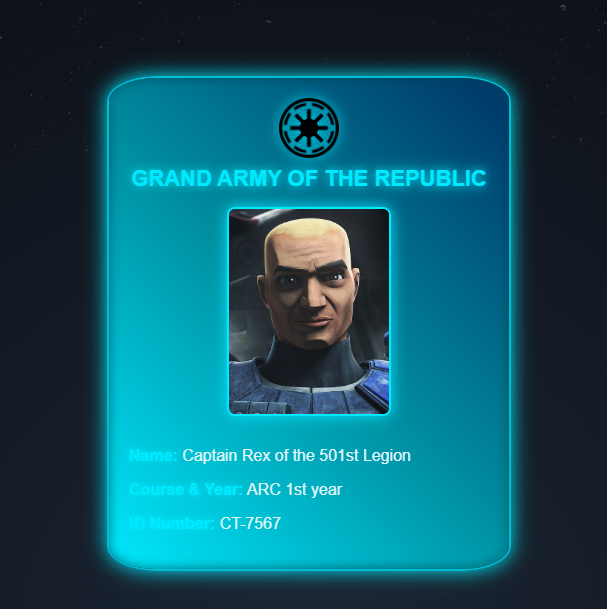 GRAND ARMY OF THE REPUBLIC
Name: Captain Rex of the 501st Legion
Course & Year: ARC 1st year
ID Number: CT-7567